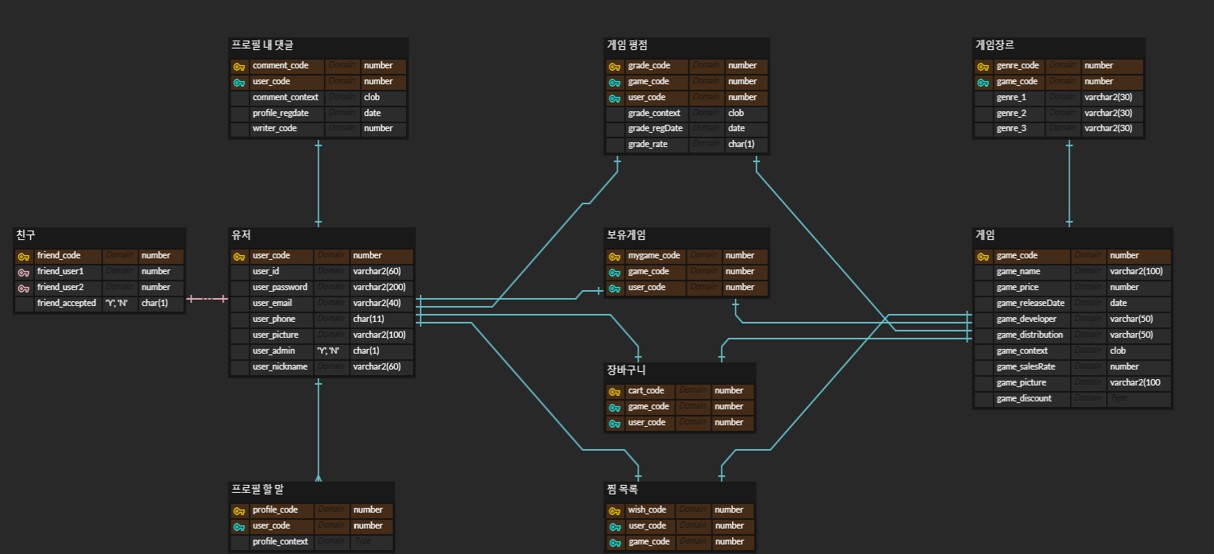 프로필 내 댓글
comment_code Domain number
user_code Domain number
comment_context Domain clob
profile_regdate Domain date
writer_code Domain number
게임 평점
grade_code Domain number
game_code Domain number
user_code Domain number
grade_context Domain clob
grade_regDate Domain date
grade_rate Domain char(1)
게임장르
genre_code Domain number
game_code Domain number
genre_1 Domain varchar2(30)
genre_2 Domain varchar2(30)
genre_3 Domain varchar2(30)
친구
friend_code Domain number
friend_user1 Domain number
friend_user2 Domain number
friend_accepted "Y","N" char(1)
유저
user_code Domain number
user_id Domain varchar2(60)
user_password Domain varchar2(200)
user_email Domain varchar2(40)
user_phone Domain char(11)
user_picture Domain varchar2(100)
user_admin "Y","N" char(1)
user_nickname Domain varchar2(60)
보유게임
mygame_code Domain number
game_code Domain number
user_code Domain number
게임
game_code Domain number
game_name Domain varchar2(100)
game_price Domain number
game_releaseDate Domain date
game_developer Domain varchar(50)
game_distribution Domain varchar(50)
game_context Domain clob
game_salesRate Domain number
game_picture Domain varchar2(100
game_discount Domain Type
장바구니
cart_code Domain number
game_code Domain number
user_code Domain number
프로필 할 말
profile_code Domain number
user_code Domain number
profile_context Domain Type
찜 목록
wish_code Domain number
user_code Domain number
game_code Domain number